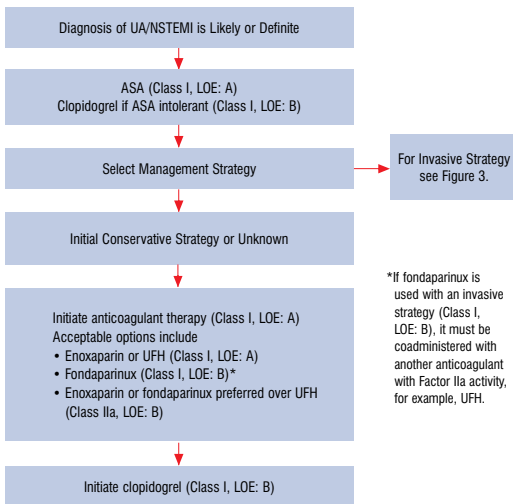 Diagnosis of UA/NSTEMI is Likely or Definite
ASA (Class I, LOE: A)
Clopidogrel if ASA intolerant (Class I, LOE: B)
Select Management Strategy
For Invasive Strategy
see Figure 3.
Initial Conservative Strategy or Unknown
Initiate anticoagulant therapy (Class I, LOE: A)
Acceptable options include
• Enoxaparin or UFH (Class I, LOE: A)
• Fondaparinux (Class I, LOE: B)*
• Enoxaparin or fondaparinux preferred over UFH
(Class IIa, LOE: B)
*If fondaparinux is
used with an invasive
strategy (Class I,
LOE: B), it must be
coadministered with
another anticoagulant
with Factor IIa activity,
for example, UFH.
Initiate clopidogrel (Class I, LOE: B)